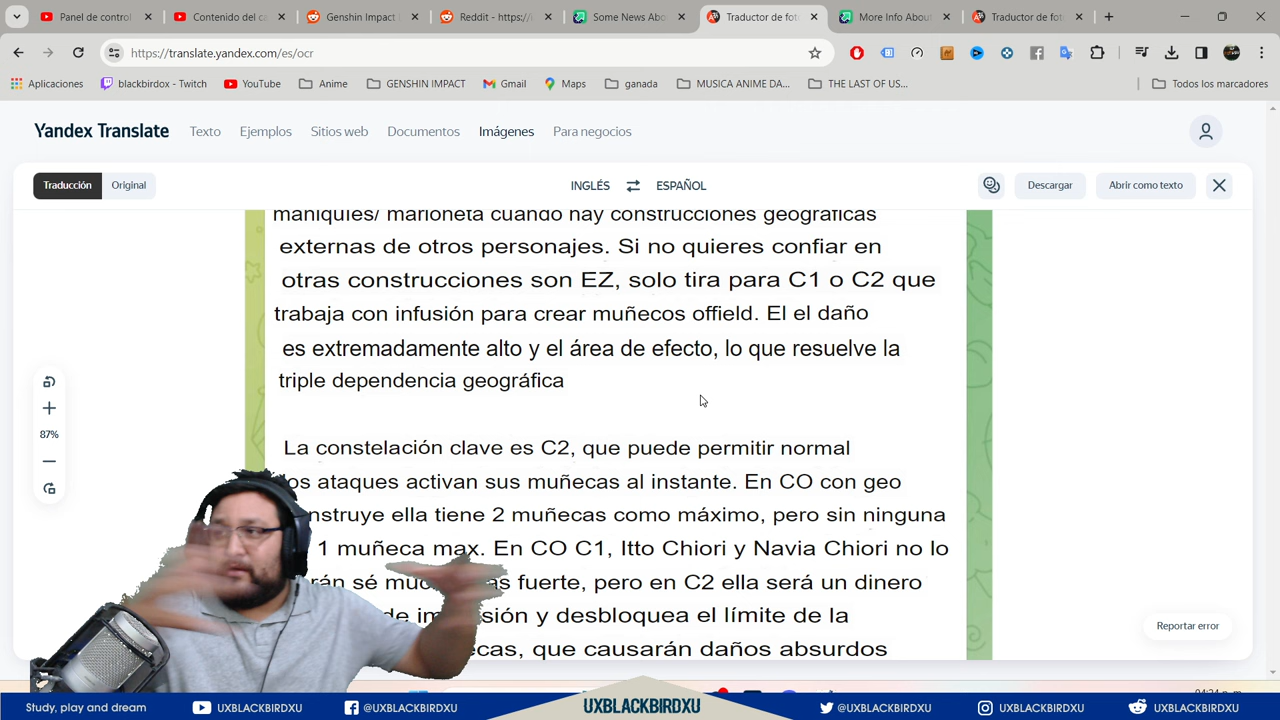 Panel de control
Contenido del ca
Genshin Impact
Reddit - https://
Some News Abo
Traductor de fot
More Info About
Traductor de fot
https://translate.yandex.com/es/ocr
Aplicaciones
blackbirdox - Twitch
YouTube
Anime
GENSHIN IMPACT
Gmail
Maps
ganada
MUSICA ANIME DA...
THE LAST OF US...
Todos los marcadores
Yandex Translate
Texto
Ejemplos
Sitios web
Documentos
Imágenes
Para negocios
Traducción
Original
INGLÉS
ESPAÑOL
Descargar
Abrir como texto
maniquíes/ marioneta cuando hay construcciones geográficas
externas de otros personajes. Si no quieres confiar en
otras construcciones son EZ, solo tira para C1 o C2 que
trabaja con infusión para crear muñecos offield. El el daño
es extremadamente alto y el área de efecto, lo que resuelve la
triple dependencia geográfica
La constelación clave es C2, que puede permitir normal
los ataques activan sus muñecas al instante. En CO con geo
nstruye ella tiene 2 muñecas como máximo, pero sin ninguna
1 muñeca max. En CO C1, Itto Chiori y Navia Chiori no lo
rán sé muc as fuerte, pero en C2 ella será un dinero
de im sión y desbloquea el límite de la
ecas, que causarán daños absurdos
87%
Reportar error
Study, play and dream
UXBLACKBIRDXU
@UXBLACKBIRDXU
UXBLACKBIRDXU
@UXBLACKBIRDXU
UXBLACKBIRDXU
UXBLACKBIRDXU